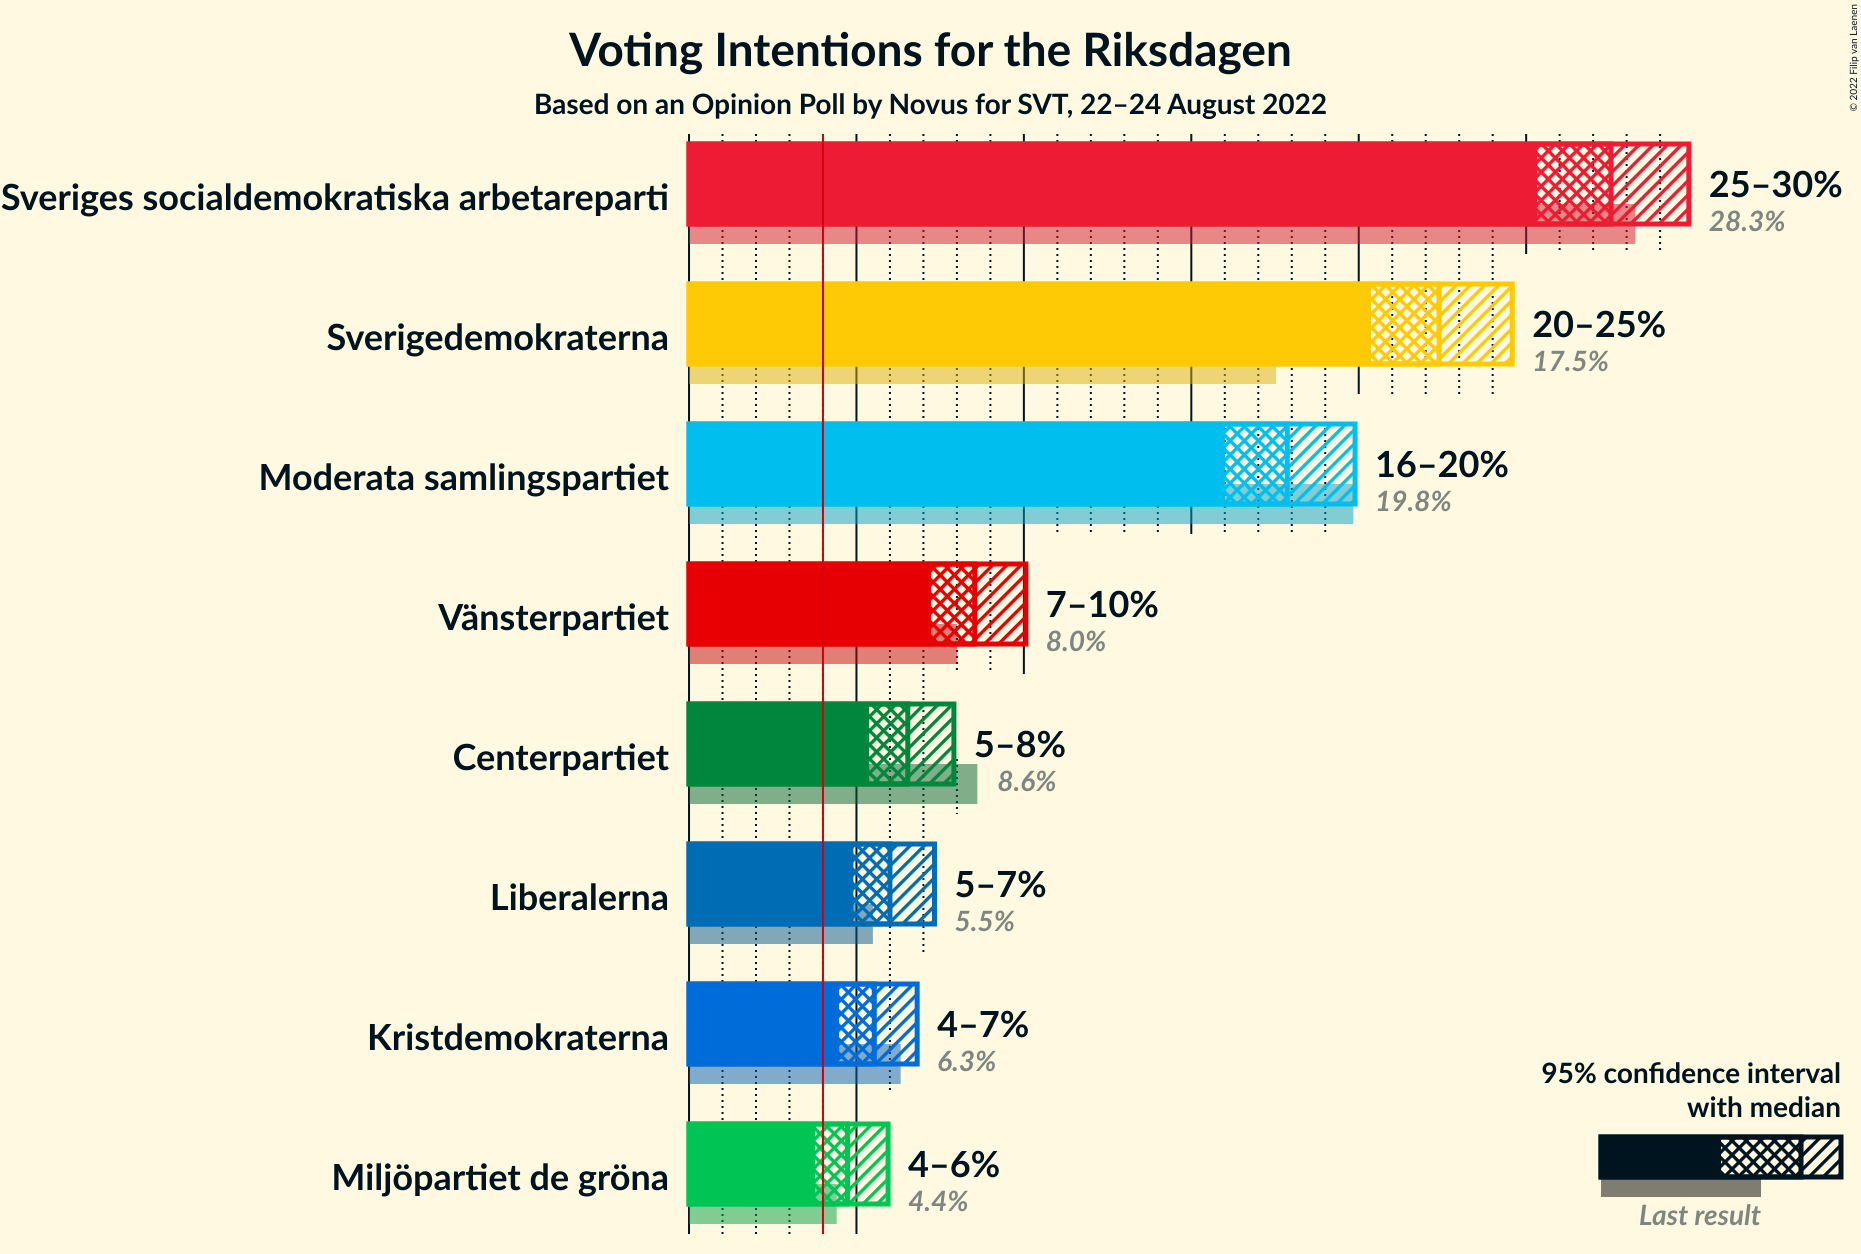 Voting Intentions for the Riksdagen
Based on an Opinion Poll by Novus for SVT, 22–24 August 2022
© 2022 Filip van Laenen
Sveriges socialdemokratiska arbetareparti
25–30%
28.3%
Sverigedemokraterna
20–25%
17.5%
Moderata samlingspartiet
16–20%
19.8%
Vänsterpartiet
7–10%
8.0%
Centerpartiet
5–8%
8.6%
Liberalerna
5–7%
5.5%
Kristdemokraterna
4–7%
6.3%
Miljöpartiet de gröna
4–6%
4.4%
95% confidence interval
with median
Last result